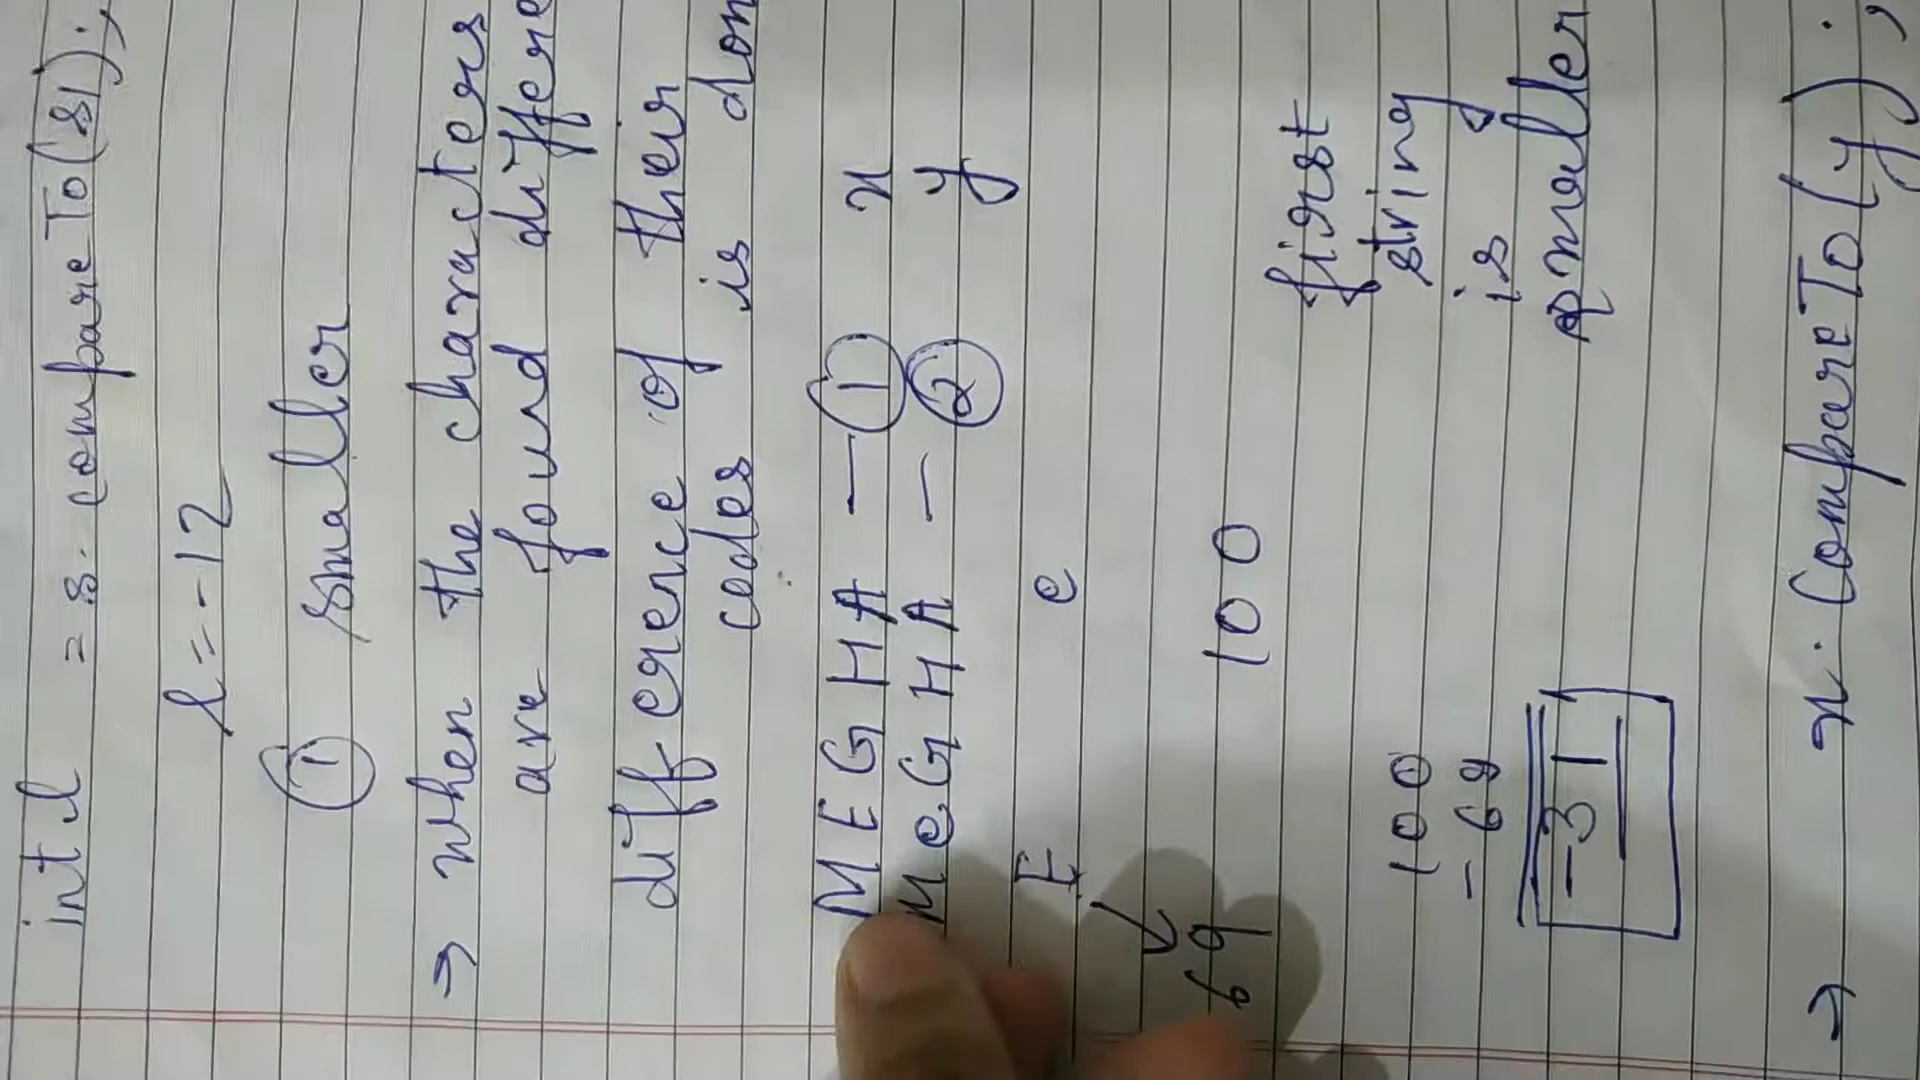 int l = s. compareTo(s1);
l = -12
① smaller
→ when the characters
are found differe
difference of their
codes is don
MEGHA — ① x
MeGHA — ② y
E e
69 100
first
string
is
smaller
100
- 69
-31
→ x. CompareTo(y);